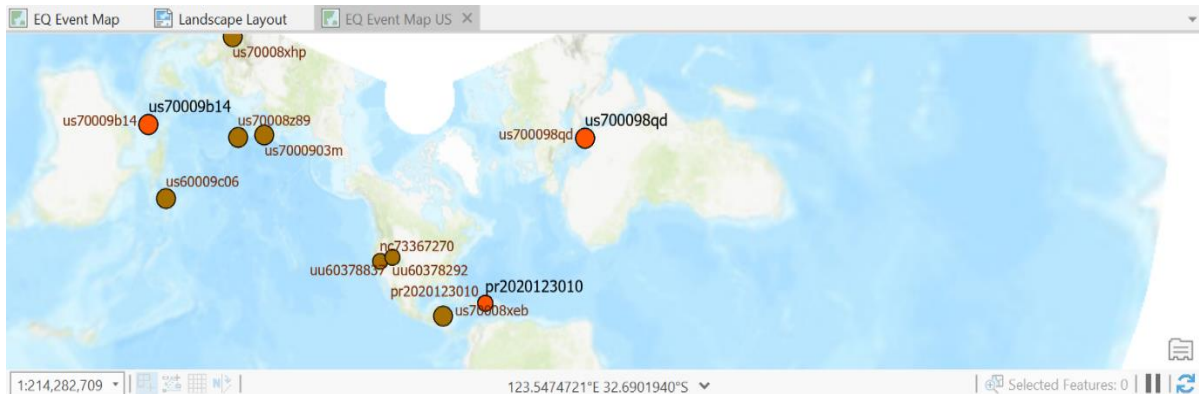 EQ Event Map
Landscape Layout
EQ Event Map US
us70008xhp
us70009b14
us70009b14
us70008z89
us7000903m
us700098qd
us700098qd
us60009c06
nc73367270
uu60378837
uu60378292
pr2020123010
pr2020123010
us70008xeb
1:214,282,709
N
123.5474721°E 32.6901940°S
Selected Features: 0